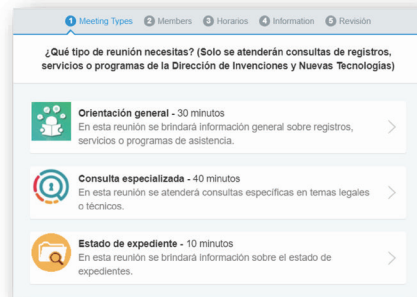 1 Meeting Types 2 Members 3 Horarios 4 Information 5 Revisión
¿Qué tipo de reunión necesitas? (Solo se atenderán consultas de registros,
servicios o programas de la Dirección de Invenciones y Nuevas Tecnologías)
Orientación general - 30 minutos
En esta reunión se brindará información general sobre registros,
servicios o programas de asistencia.
Consulta especializada - 40 minutos
En esta reunión se atenderá consultas específicas en temas legales
o técnicos.
Estado de expediente - 10 minutos
En esta reunión se brindará información sobre el estado de
expedientes.